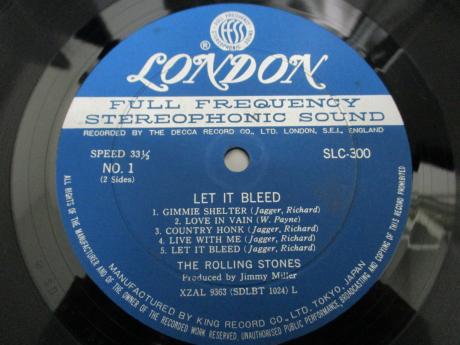 FULL FREQUENCY STEREOPHONIC SOUND
ffss
®
LONDON
FULL FREQUENCY
STEREOPHONIC SOUND
RECORDED BY THE DECCA RECORD CO., LTD. LONDON, S.E.I., ENGLAND
SPEED 33⅓
NO. 1
(2 Sides)
SLC-300
LET IT BLEED
1. GIMMIE SHELTER (Jagger, Richard)
2. LOVE IN VAIN (W. Payne)
3. COUNTRY HONK (Jagger, Richard)
4. LIVE WITH ME (Jagger, Richard)
5. LET IT BLEED (Jagger, Richard)
THE ROLLING STONES
Produced by Jimmy Miller
XZAL 9363 (SDLBT 1024) L
MANUFACTURED BY KING RECORD CO., LTD. TOKYO, JAPAN
ALL RIGHTS OF THE MANUFACTURER AND OF THE OWNER OF THE RECORDED WORK RESERVED, UNAUTHORISED PUBLIC PERFORMANCE, BROADCASTING AND COPYING OF THIS RECORD PROHIBITED